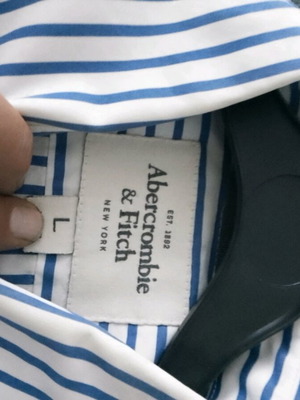 EST. 1892
Abercrombie
& Fitch
NEW YORK
L